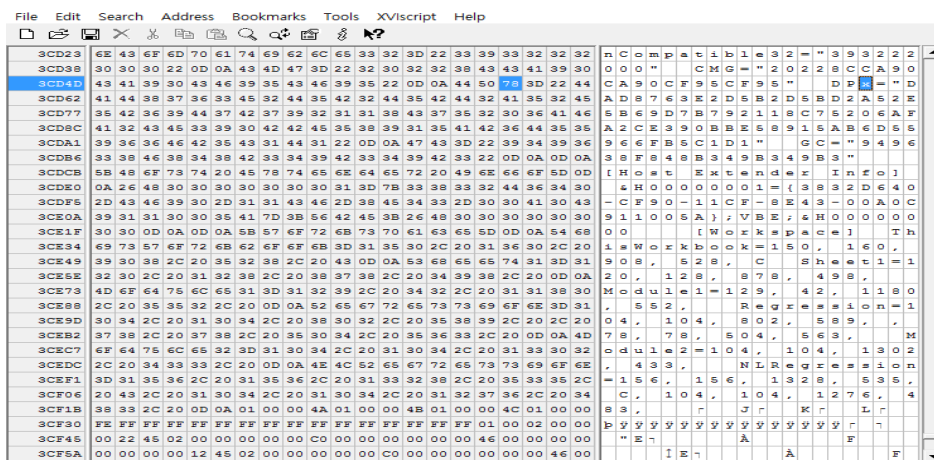 File Edit Search Address Bookmarks Tools XVIscript Help
3CD23 6E 43 6F 6D 70 61 74 69 62 6C 65 33 32 3D 22 33 39 33 32 32 32 nCompatible32="393222
3CD38 30 30 30 22 0D 0A 43 4D 47 3D 22 32 30 32 32 38 43 43 41 39 30 000" CMG="20228CCA90
3CD4D 43 41 39 30 43 46 39 35 43 46 39 35 22 0D 0A 44 50 78 3D 22 44 CA90CF95CF95" DPx="D
3CD62 41 44 38 37 36 33 45 32 44 35 42 32 44 35 42 44 32 41 35 32 45 AD8763E2D5B2D5BD2A52E
3CD77 35 42 36 39 44 37 42 37 39 32 31 31 38 43 37 35 32 30 36 41 46 5B69D7B792118C75206AF
3CD8C 41 32 43 45 33 39 30 42 42 45 35 38 39 31 35 41 42 36 44 35 35 A2CE390BBE58915AB6D55
3CDA1 39 36 36 46 42 35 43 31 44 31 22 0D 0A 47 43 3D 22 39 34 39 36 966FB5C1D1" GC="9496
3CDB6 33 38 46 38 34 38 42 33 34 39 42 33 34 39 42 33 22 0D 0A 0D 0A 38F848B349B349B3"
3CDCB 5B 48 6F 73 74 20 45 78 74 65 6E 64 65 72 20 49 6E 66 6F 5D 0D [Host Extender Info]
3CDE0 0A 26 48 30 30 30 30 30 30 30 31 3D 7B 33 38 33 32 44 36 34 30 &H00000001={3832D640
3CDF5 2D 43 46 39 30 2D 31 31 43 46 2D 38 45 34 33 2D 30 30 41 30 43 -CF90-11CF-8E43-00A0C
3CE0A 39 31 31 30 30 35 41 7D 3B 56 42 45 3B 26 48 30 30 30 30 30 30 911005A};VBE;&H000000
3CE1F 30 30 0D 0A 0D 0A 5B 57 6F 72 6B 73 70 61 63 65 5D 0D 0A 54 68 00 [Workspace] Th
3CE34 69 73 57 6F 72 6B 62 6F 6F 6B 3D 31 35 30 2C 20 31 36 30 2C 20 isWorkbook=150, 160,
3CE49 39 30 38 2C 20 35 32 38 2C 20 43 0D 0A 53 68 65 65 74 31 3D 31 908, 528, C Sheet1=1
3CE5E 32 30 2C 20 31 32 38 2C 20 38 37 38 2C 20 34 39 38 2C 20 0D 0A 20, 128, 878, 498,
3CE73 4D 6F 64 75 6C 65 31 3D 31 32 39 2C 20 34 32 2C 20 31 31 38 30 Module1=129, 42, 1180
3CE88 2C 20 35 35 32 2C 20 0D 0A 52 65 67 72 65 73 73 69 6F 6E 3D 31 , 552, Regression=1
3CE9D 30 34 2C 20 31 30 34 2C 20 38 30 32 2C 20 35 38 39 2C 20 2C 20 04, 104, 802, 589, ,
3CEB2 37 38 2C 20 37 38 2C 20 35 30 34 2C 20 35 36 33 2C 20 0D 0A 4D 78, 78, 504, 563, M
3CEC7 6F 64 75 6C 65 32 3D 31 30 34 2C 20 31 30 34 2C 20 31 33 30 32 odule2=104, 104, 1302
3CEDC 2C 20 34 33 33 2C 20 0D 0A 4E 4C 52 65 67 72 65 73 73 69 6F 6E , 433, NLRegression
3CEF1 3D 31 35 36 2C 20 31 35 36 2C 20 31 33 32 38 2C 20 35 33 35 2C =156, 156, 1328, 535,
3CF06 20 43 2C 20 31 30 34 2C 20 31 30 34 2C 20 31 32 37 36 2C 20 34 C, 104, 104, 1276, 4
3CF1B 38 33 2C 20 0D 0A 01 00 00 4A 01 00 00 4B 01 00 00 4C 01 00 00 83, ┌ J┌ K┌ L┌
3CF30 FE FF FF FF FF FF FF FF FF FF FF FF FF FF FF 01 00 02 00 00 00 þÿÿÿÿÿÿÿÿÿÿÿÿÿÿ┌ ┐
3CF45 00 22 45 02 00 00 00 00 00 C0 00 00 00 00 00 00 46 00 00 00 00 "E┐ À F
3CF5A 00 00 00 00 12 45 02 00 00 00 00 00 C0 00 00 00 00 00 00 46 00 ↕E┐ À F